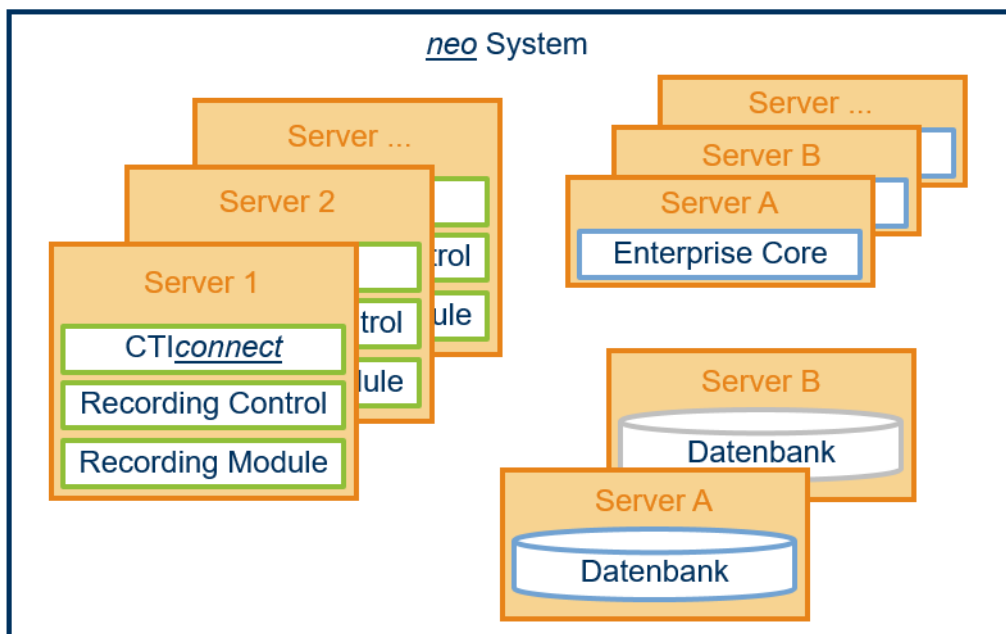 neo System
Server ...
Server 2
Server 1
CTIconnect
Recording Control
Recording Module
trol
dule
trol
ule
Server ...
Server B
Server A
Enterprise Core
Server B
Datenbank
Server A
Datenbank